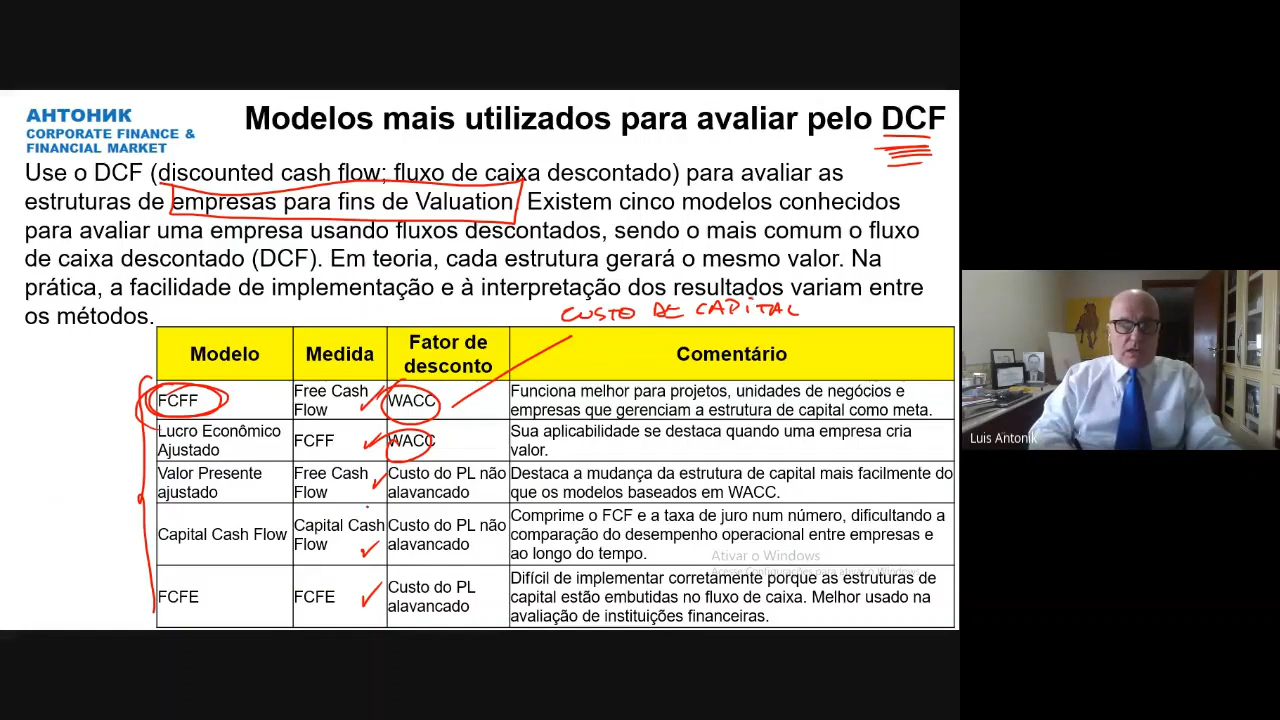 АНТОНИК
CORPORATE FINANCE &
FINANCIAL MARKET
Modelos mais utilizados para avaliar pelo DCF
Use o DCF (discounted cash flow; fluxo de caixa descontado) para avaliar as
estruturas de empresas para fins de Valuation. Existem cinco modelos conhecidos
para avaliar uma empresa usando fluxos descontados, sendo o mais comum o fluxo
de caixa descontado (DCF). Em teoria, cada estrutura gerará o mesmo valor. Na
prática, a facilidade de implementação e à interpretação dos resultados variam entre
os métodos.
CUSTO DE CAPITAL
Modelo
Medida
Fator de
desconto
Comentário
FCFF
Free Cash
Flow
WACC
Funciona melhor para projetos, unidades de negócios e
empresas que gerenciam a estrutura de capital como meta.
Lucro Econômico
Ajustado
FCFF
WACC
Sua aplicabilidade se destaca quando uma empresa cria
valor.
Valor Presente
ajustado
Free Cash
Flow
Custo do PL não
alavancado
Destaca a mudança da estrutura de capital mais facilmente do
que os modelos baseados em WACC.
Capital Cash Flow
Capital Cash
Flow
Custo do PL não
alavancado
Comprime o FCF e a taxa de juro num número, dificultando a
comparação do desempenho operacional entre empresas e
ao longo do tempo.
FCFE
FCFE
Custo do PL
alavancado
Difícil de implementar corretamente porque as estruturas de
capital estão embutidas no fluxo de caixa. Melhor usado na
avaliação de instituições financeiras.
Ativar o Windows
Acesse Configurações para ativar o Windows.
Luis Antonik